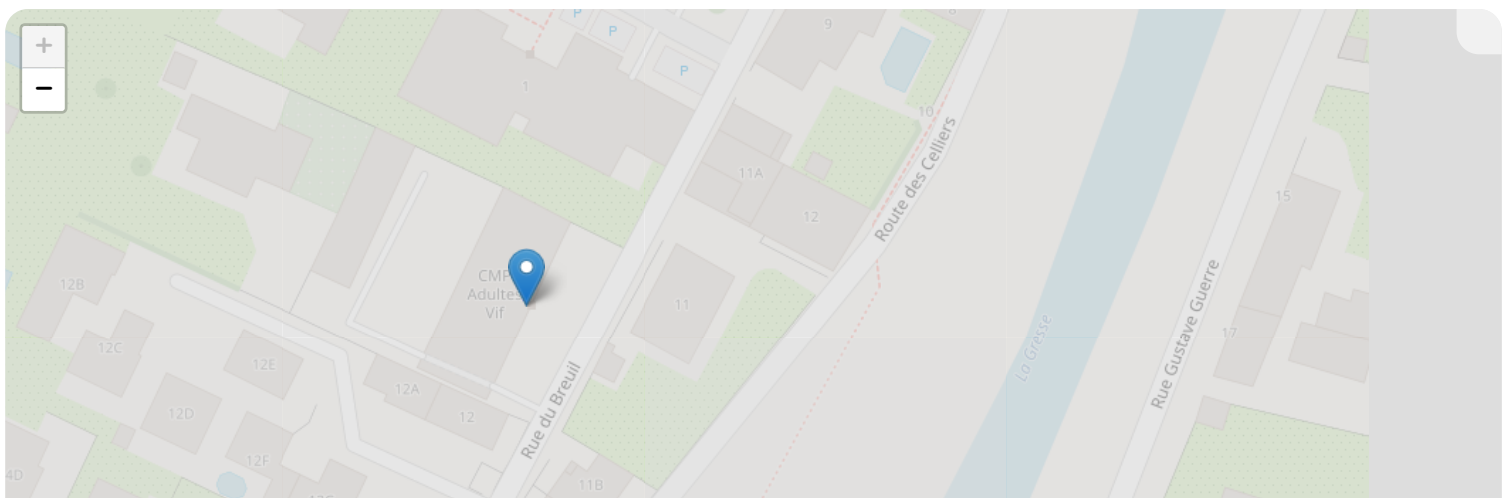 +
−
P
P
P
1
9
8
10
11A
12
Route des Celliers
15
CMP
Adultes
Vif
11
12B
12C
12E
12A
12
12D
12F
Rue du Breuil
11B
La Gresse
Rue Gustave Guerre
17
4D